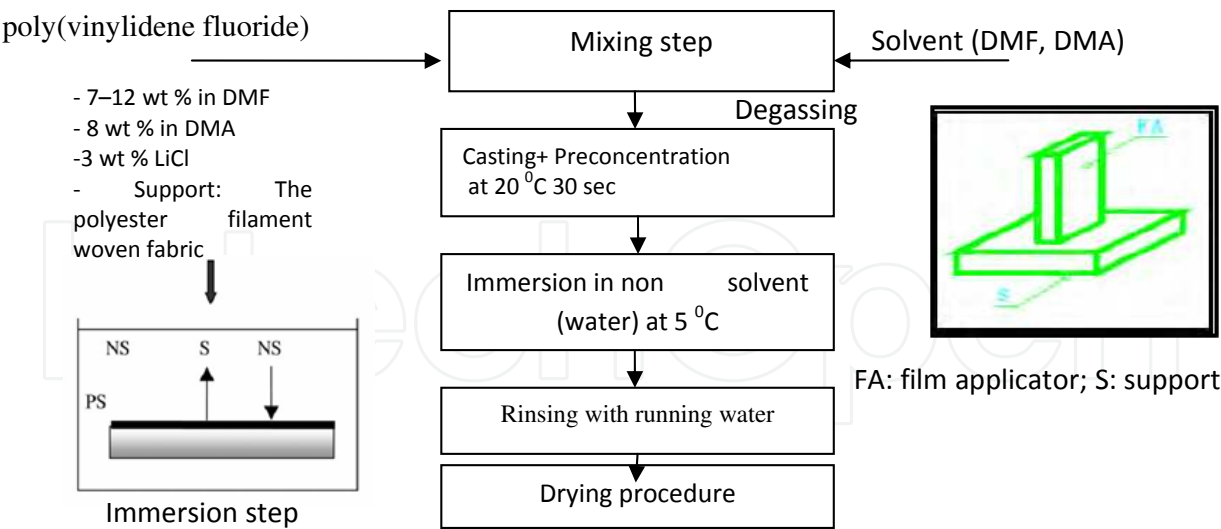 poly(vinylidene fluoride)
Mixing step
Solvent (DMF, DMA)
- 7–12 wt % in DMF
- 8 wt % in DMA
-3 wt % LiCl
- Support: The
polyester filament
woven fabric
Degassing
Casting+ Preconcentration
at 20 ⁰C 30 sec
FA
S
Immersion in non solvent
(water) at 5 ⁰C
FA: film applicator; S: support
NS S NS
PS
Immersion step
Rinsing with running water
Drying procedure